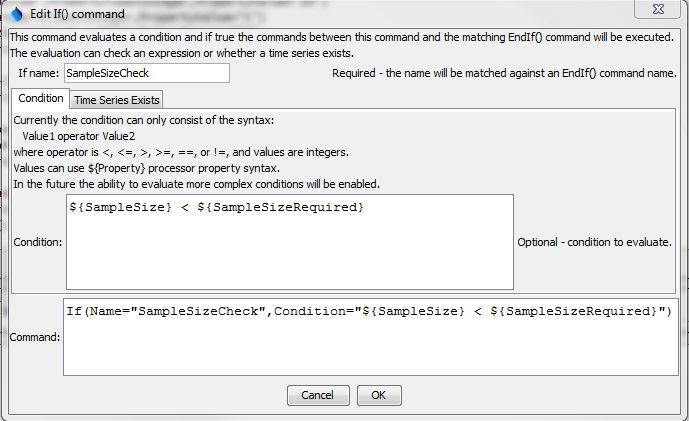 Edit If() command
This command evaluates a condition and if true the commands between this command and the matching EndIf() command will be executed.
The evaluation can check an expression or whether a time series exists.
If name: SampleSizeCheck Required - the name will be matched against an EndIf() command name.
Condition Time Series Exists
Currently the condition can only consist of the syntax:
Value1 operator Value2
where operator is <, <=, >, >=, ==, or !=, and values are integers.
Values can use ${Property} processor property syntax.
In the future the ability to evaluate more complex conditions will be enabled.
${SampleSize} < ${SampleSizeRequired}
Condition: Optional - condition to evaluate.
If(Name="SampleSizeCheck",Condition="${SampleSize} < ${SampleSizeRequired}")
Command:
Cancel OK